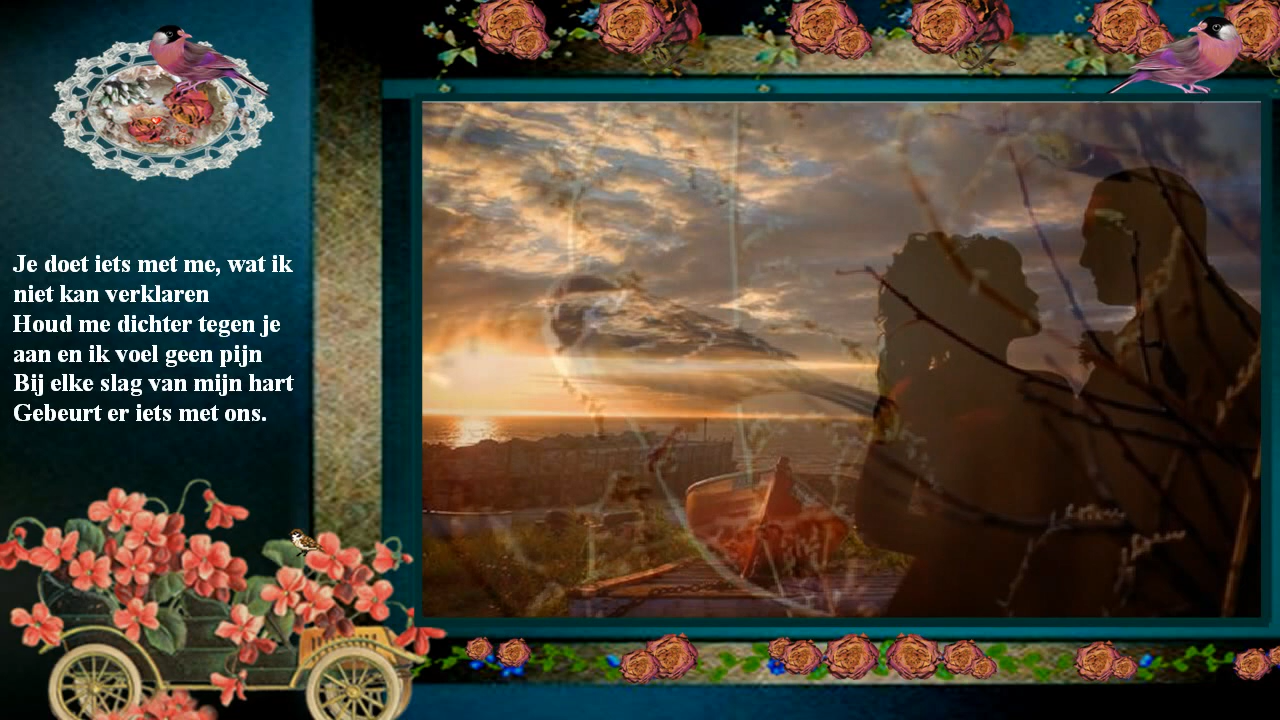 Je doet iets met me, wat ik
niet kan verklaren
Houd me dichter tegen je
aan en ik voel geen pijn
Bij elke slag van mijn hart
Gebeurt er iets met ons.